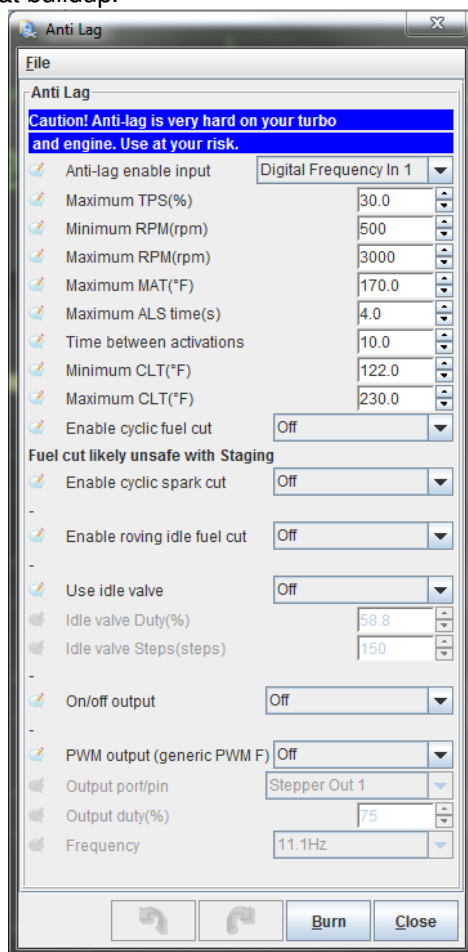 at buildup.
Anti Lag
File
Anti Lag
Caution! Anti-lag is very hard on your turbo
and engine. Use at your risk.
Anti-lag enable input Digital Frequency In 1
Maximum TPS(%) 30.0
Minimum RPM(rpm) 500
Maximum RPM(rpm) 3000
Maximum MAT(°F) 170.0
Maximum ALS time(s) 4.0
Time between activations 10.0
Minimum CLT(°F) 122.0
Maximum CLT(°F) 230.0
Enable cyclic fuel cut Off
Fuel cut likely unsafe with Staging
Enable cyclic spark cut Off
-
Enable roving idle fuel cut Off
-
Use idle valve Off
Idle valve Duty(%) 58.8
Idle valve Steps(steps) 150
-
On/off output Off
-
PWM output (generic PWM F) Off
Output port/pin Stepper Out 1
Output duty(%) 75
Frequency 11.1Hz
Burn Close